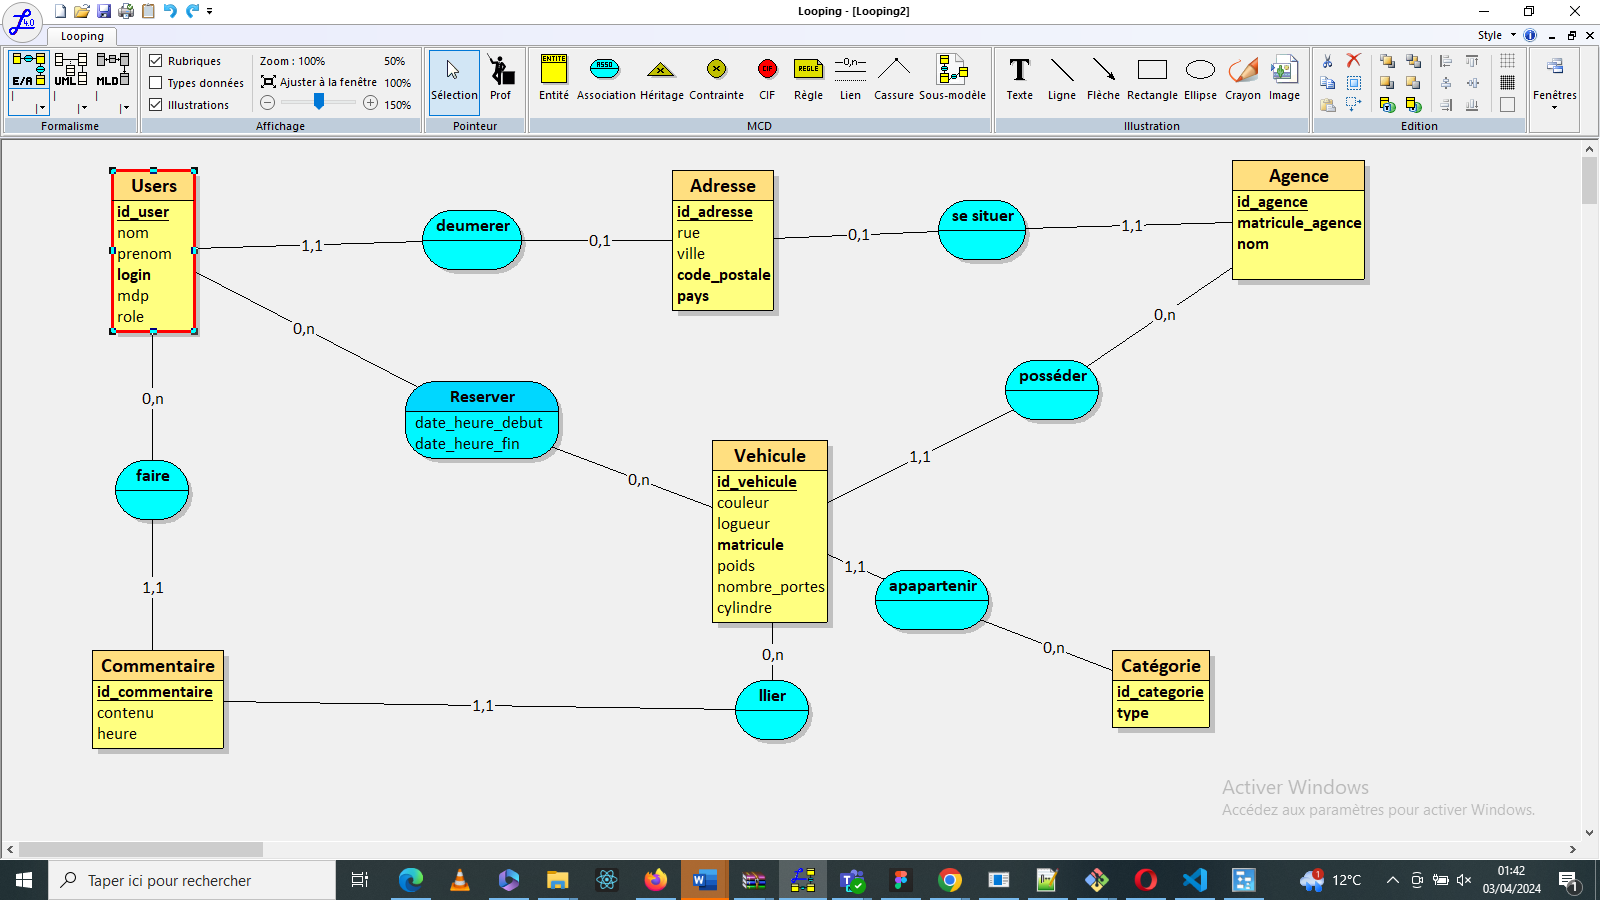 Looping - [Looping2]
4.0
Looping
Style
E/A
UML
MLD
Formalisme
Rubriques
Types données
Illustrations
Zoom : 100%
50%
Ajuster à la fenêtre
100%
150%
Affichage
Sélection
Prof
Pointeur
ENTITE
Entité
ASSO
Association
Héritage
Contrainte
CIF
CIF
REGLE
Règle
—0,n—
Lien
Cassure
Sous-modèle
MCD
T
Texte
Ligne
Flèche
Rectangle
Ellipse
Crayon
Image
Illustration
Edition
Fenêtres
Users
id_user
nom
prenom
login
mdp
role
1,1
deumerer
0,1
Adresse
id_adresse
rue
ville
code_postale
pays
0,1
se situer
1,1
Agence
id_agence
matricule_agence
nom
0,n
Reserver
date_heure_debut
date_heure_fin
0,n
0,n
posséder
1,1
0,n
faire
1,1
Vehicule
id_vehicule
couleur
logueur
matricule
poids
nombre_portes
cylindre
1,1
apapartenir
0,n
Catégorie
id_categorie
type
0,n
llier
1,1
Commentaire
id_commentaire
contenu
heure
Activer Windows
Accédez aux paramètres pour activer Windows.
Taper ici pour rechercher
1
12°C
01:42
03/04/2024
1